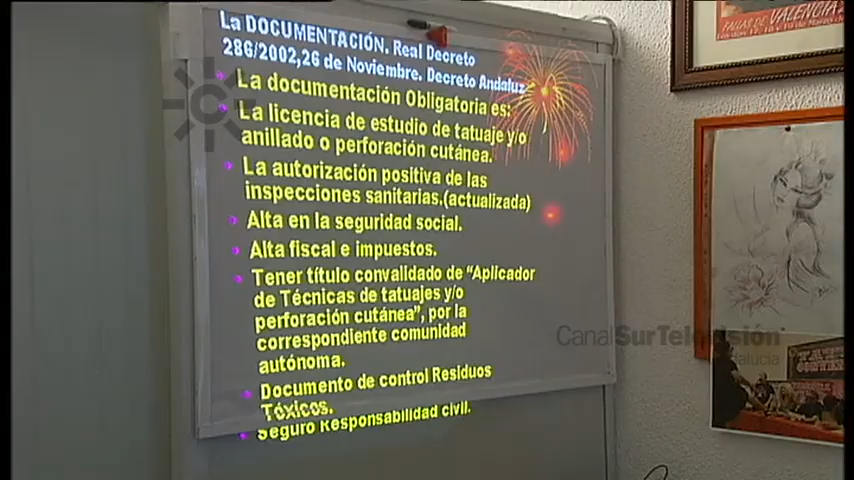 La DOCUMENTACIÓN. Real Decreto
286/2002,26 de Noviembre. Decreto Andaluz
La documentación Obligatoria es:
La licencia de estudio de tatuaje y/o
anillado o perforación cutánea.
La autorización positiva de las
inspecciones sanitarias.(actualizada)
Alta en la seguridad social.
Alta fiscal e impuestos.
Tener título convalidado de “Aplicador
de Técnicas de tatuajes y/o
perforación cutánea”, por la
correspondiente comunidad
autónoma.
Documento de control Residuos
Tóxicos.
Seguro Responsabilidad civil.
FALLAS DE VALENCIA
CanalSurTelevisión
Andalucía